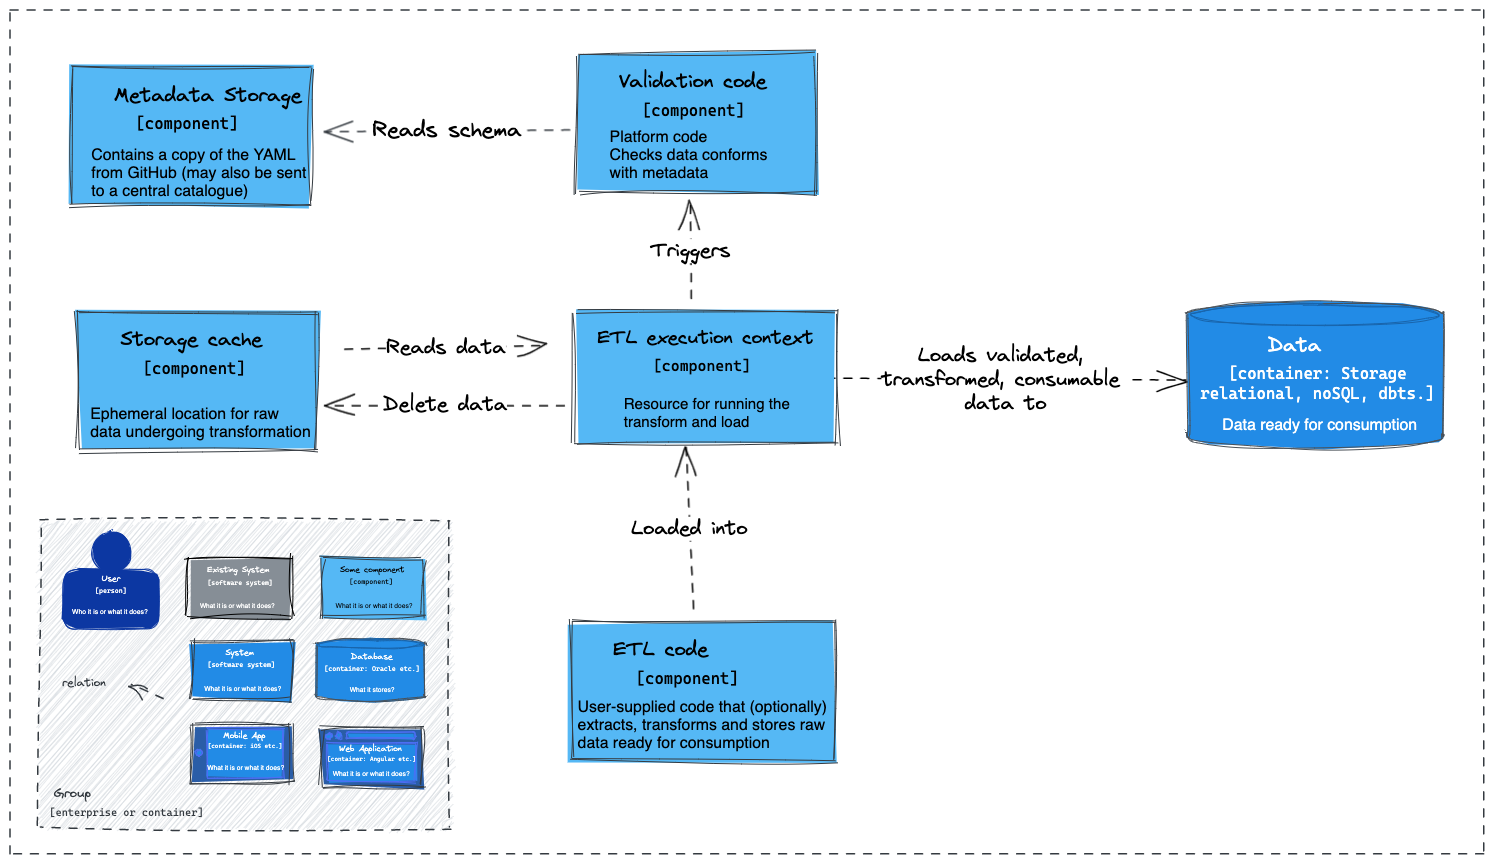 Metadata Storage
[component]
Contains a copy of the YAML
from GitHub (may also be sent
to a central catalogue)
Reads schema
Validation code
[component]
Platform code
Checks data conforms
with metadata
Triggers
Storage cache
[component]
Ephemeral location for raw
data undergoing transformation
Reads data
Delete data
ETL execution context
[component]
Resource for running the
transform and load
Loads validated,
transformed, consumable
data to
Data
[container: Storage
relational, noSQL, dbts.]
Data ready for consumption
Loaded into
ETL code
[component]
User-supplied code that (optionally)
extracts, transforms and stores raw
data ready for consumption
User
[person]
Who it is or what it does?
Existing System
[software system]
What it is or what it does?
Some component
[component]
What it is or what it does?
System
[software system]
What it is or what it does?
Database
[container: Oracle etc.]
What it stores?
relation
Mobile App
[container: iOS etc.]
What it is or what it does?
Web Application
[container: Angular etc.]
What it is or what it does?
Group
[enterprise or container]